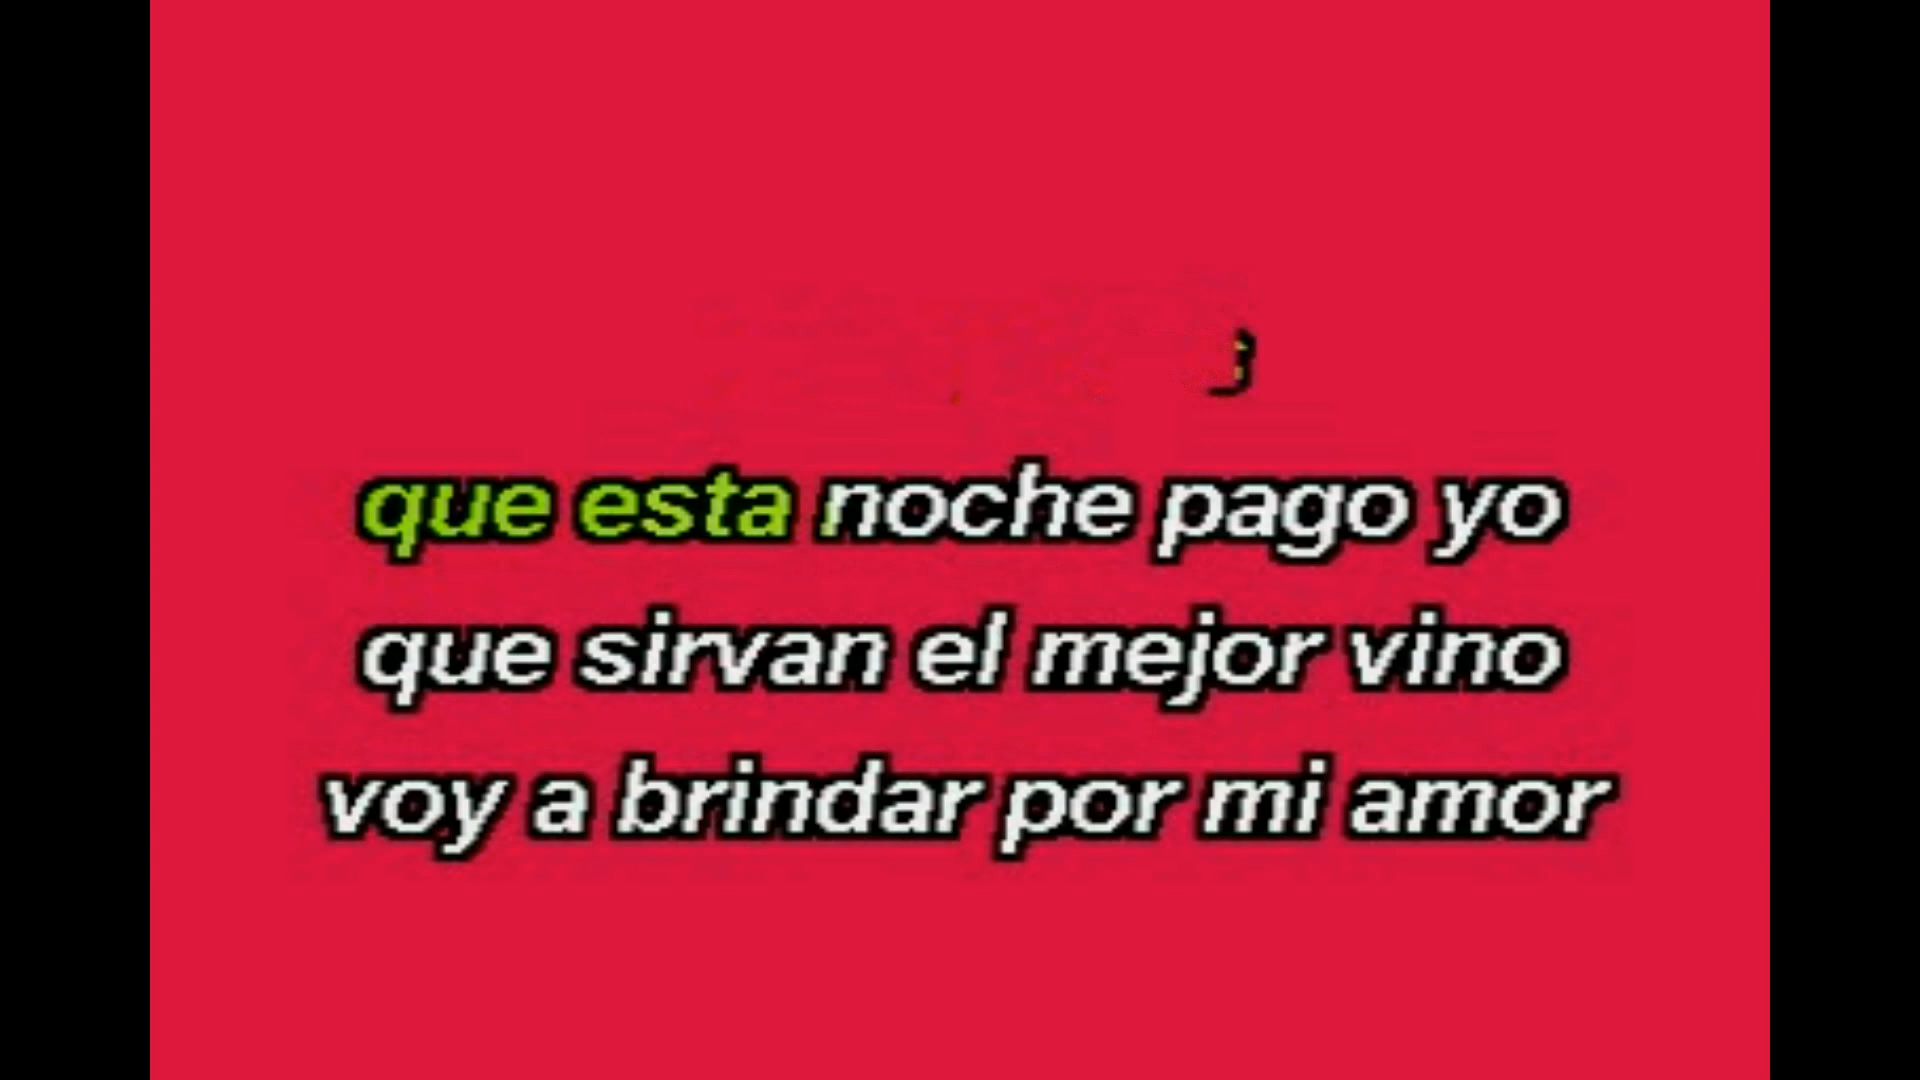 que esta noche pago yo
que sirvan el mejor vino
voy a brindar por mi amor